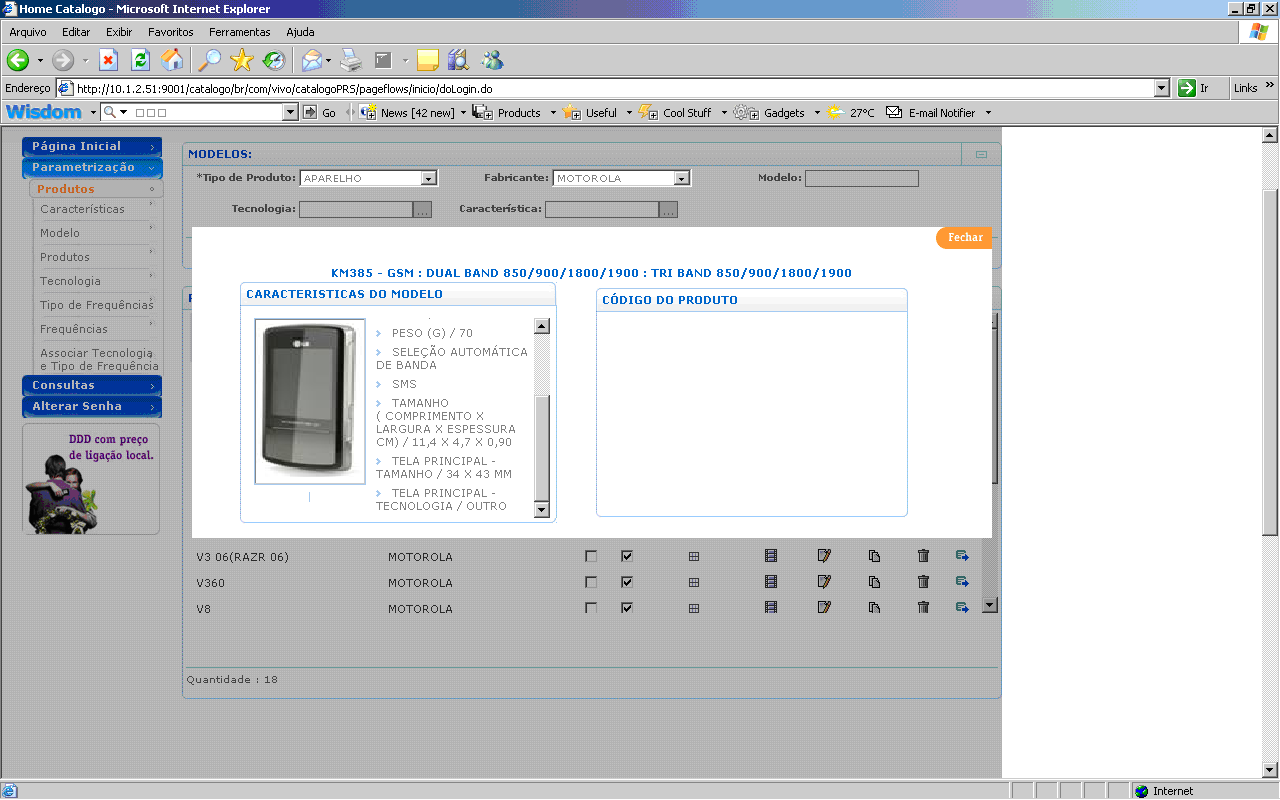 Home Catalogo - Microsoft Internet Explorer
Arquivo Editar Exibir Favoritos Ferramentas Ajuda
Endereço http://10.1.2.51:9001/catalogo/br/com/vivo/catalogoPRS/pageflows/inicio/doLogin.do Ir Links »
Wisdom Go News [42 new] Products Useful Cool Stuff Gadgets 27°C E-mail Notifier
Página Inicial
Parametrização
Produtos
Características
Modelo
Produtos
Tecnologia
Tipo de Frequências
Frequências
Associar Tecnologia
e Tipo de Frequência
Consultas
Alterar Senha
DDD com preço
de ligação local.
MODELOS:
*Tipo de Produto: APARELHO Fabricante: MOTOROLA Modelo:
Tecnologia: ... Característica: ...
Fechar
KM385 - GSM : DUAL BAND 850/900/1800/1900 : TRI BAND 850/900/1800/1900
CARACTERISTICAS DO MODELO
PESO (G) / 70
SELEÇÃO AUTOMÁTICA
DE BANDA
SMS
TAMANHO
( COMPRIMENTO X
LARGURA X ESPESSURA
CM) / 11,4 X 4,7 X 0,90
TELA PRINCIPAL -
TAMANHO / 34 X 43 MM
TELA PRINCIPAL -
TECNOLOGIA / OUTRO
CÓDIGO DO PRODUTO
V3 06(RAZR 06) MOTOROLA
V360 MOTOROLA
V8 MOTOROLA
Quantidade : 18
Internet